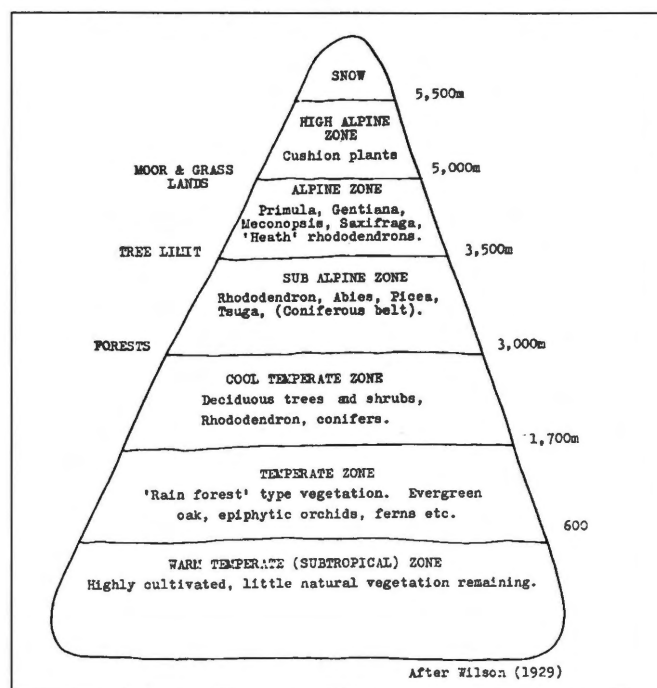 SNOW
5,500m
HIGH ALPINE
ZONE
Cushion plants
MOOR & GRASS
LANDS
5,000m
ALPINE ZONE
Primula, Gentiana,
Meconopsis, Saxifraga,
'Heath' rhododendrons.
TREE LIMIT
3,500m
SUB ALPINE ZONE
Rhododendron, Abies, Picea,
Tsuga, (Coniferous belt).
FORESTS
3,000m
COOL TEMPERATE ZONE
Deciduous trees and shrubs,
Rhododendron, conifers.
1,700m
TEMPERATE ZONE
'Rain forest' type vegetation. Evergreen
oak, epiphytic orchids, ferns etc.
600
WARM TEMPERATE (SUBTROPICAL) ZONE
Highly cultivated, little natural vegetation remaining.
After Wilson (1929)